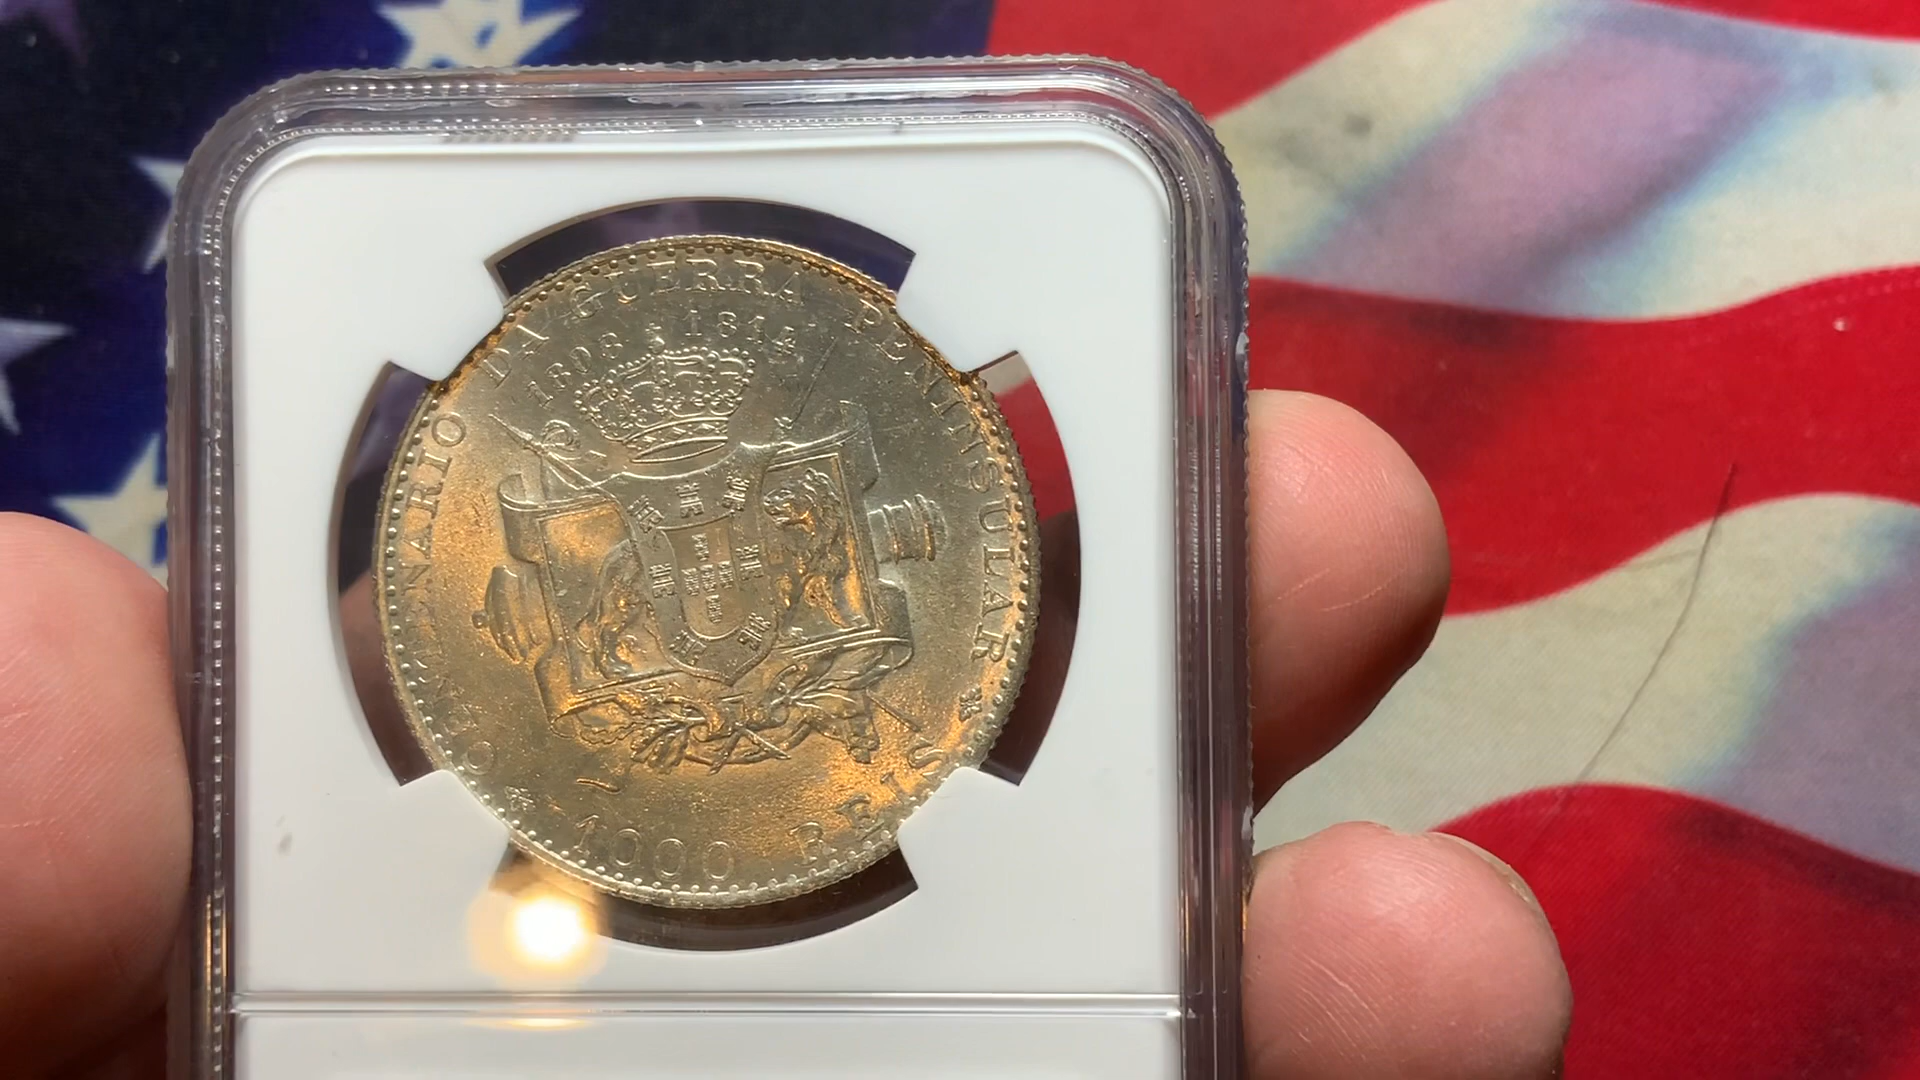 CENTENARIO DA GUERRA PENINSULAR
1808 1814
1000 REIS